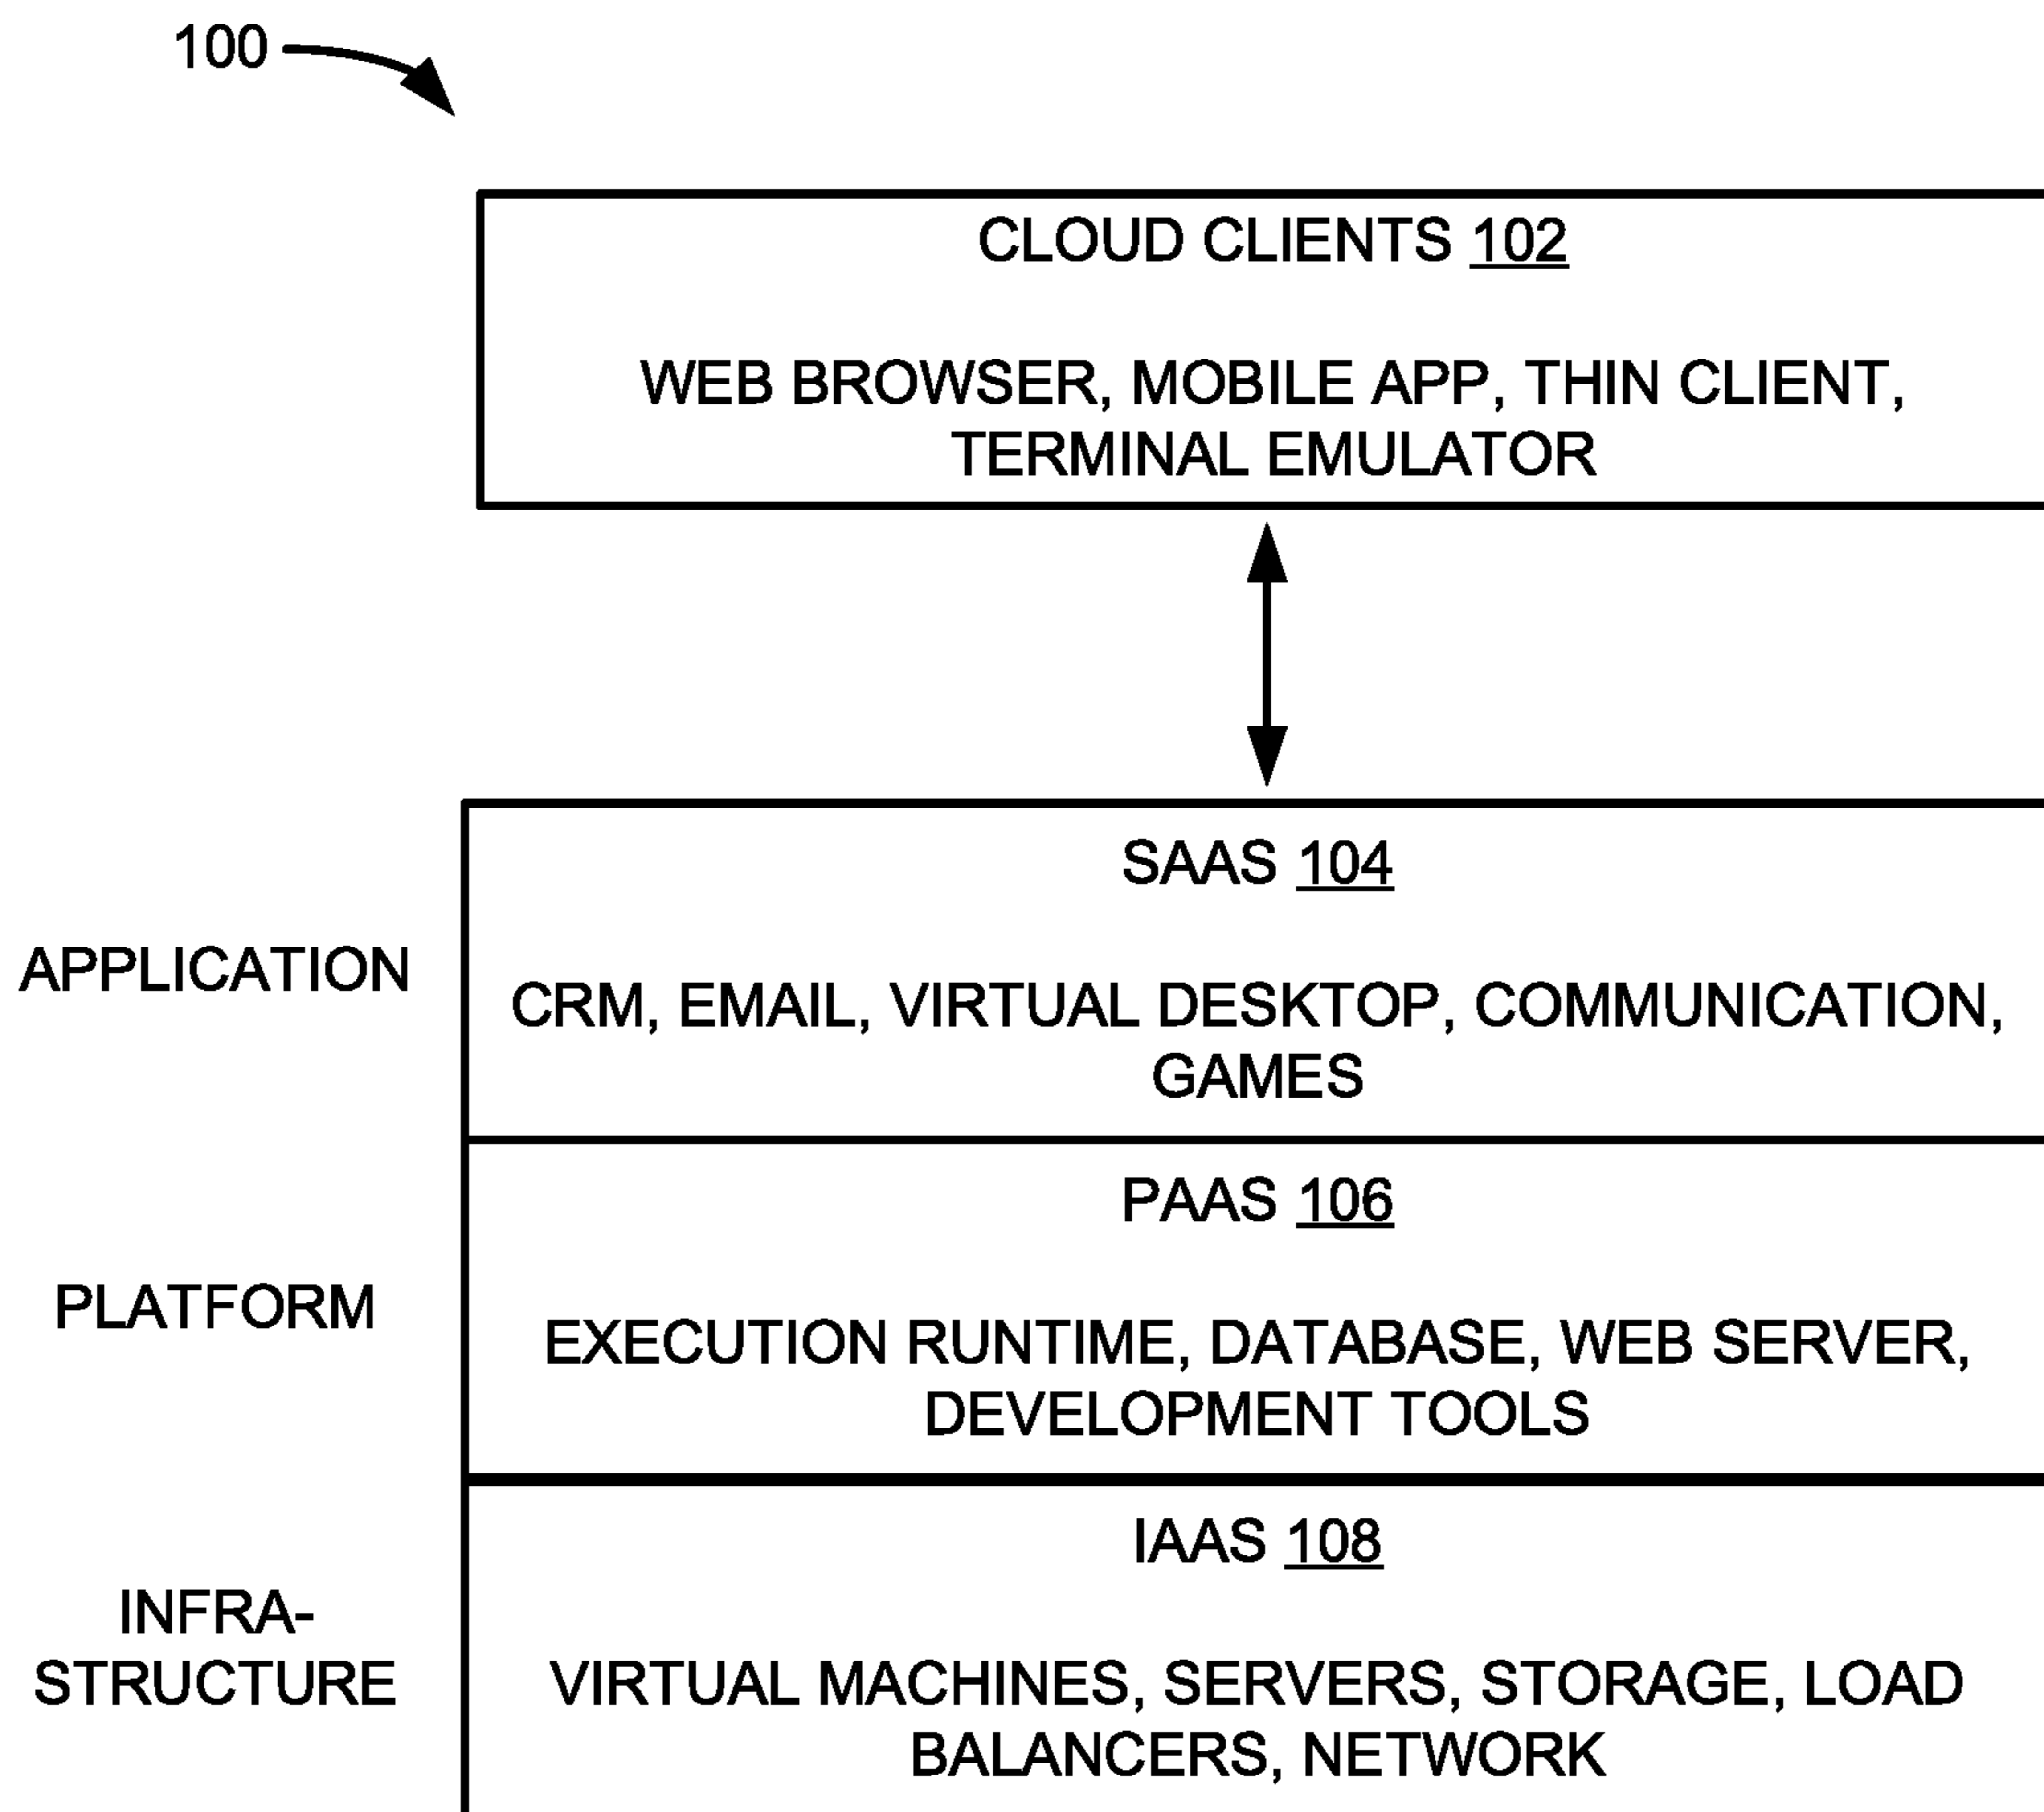 100
CLOUD CLIENTS 102
WEB BROWSER, MOBILE APP, THIN CLIENT,
TERMINAL EMULATOR
SAAS 104
APPLICATION
CRM, EMAIL, VIRTUAL DESKTOP, COMMUNICATION,
GAMES
PAAS 106
PLATFORM
EXECUTION RUNTIME, DATABASE, WEB SERVER,
DEVELOPMENT TOOLS
IAAS 108
INFRA-
STRUCTURE
VIRTUAL MACHINES, SERVERS, STORAGE, LOAD
BALANCERS, NETWORK